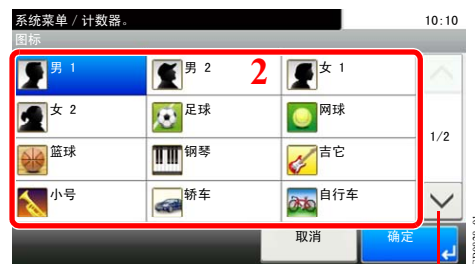 系统菜单 / 计数器。 10:10
图标
男 1 男 2 2 女 1
女 2 足球 网球
1/2
篮球 钢琴 吉它
小号 轿车 自行车
取消 确定